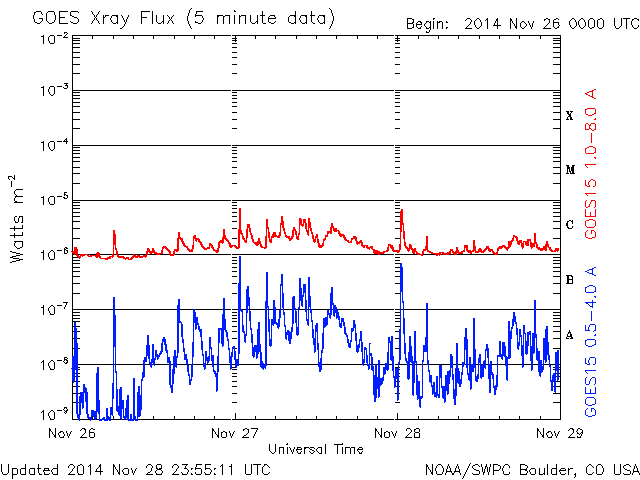 GOES Xray Flux (5 minute data)
Begin: 2014 Nov 26 0000 UTC
10-2
10-3
10-4
10-5
10-6
10-7
10-8
10-9
Watts m-2
X
M
C
B
A
GOES15 1.0-8.0 A
GOES15 0.5-4.0 A
Nov 26 Nov 27 Nov 28 Nov 29
Universal Time
Updated 2014 Nov 28 23:55:11 UTC
NOAA/SWPC Boulder, CO USA